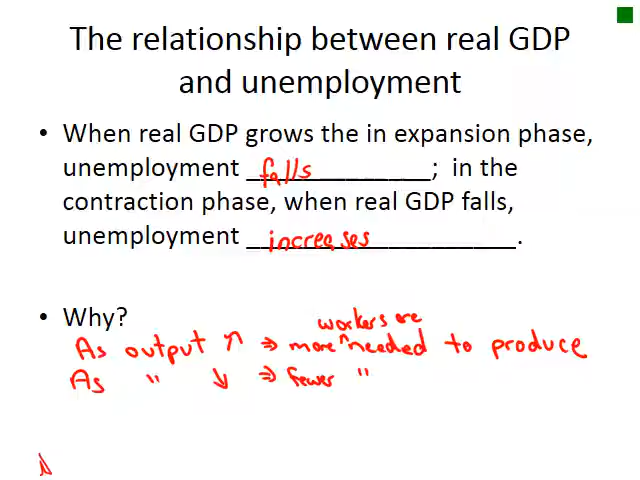 The relationship between real GDP
and unemployment
• When real GDP grows the in expansion phase,
unemployment falls; in the
contraction phase, when real GDP falls,
unemployment increases.
• Why?
workers are
As output ↑ ⇒ more ^ needed to produce
As " ↓ ⇒ fewer "